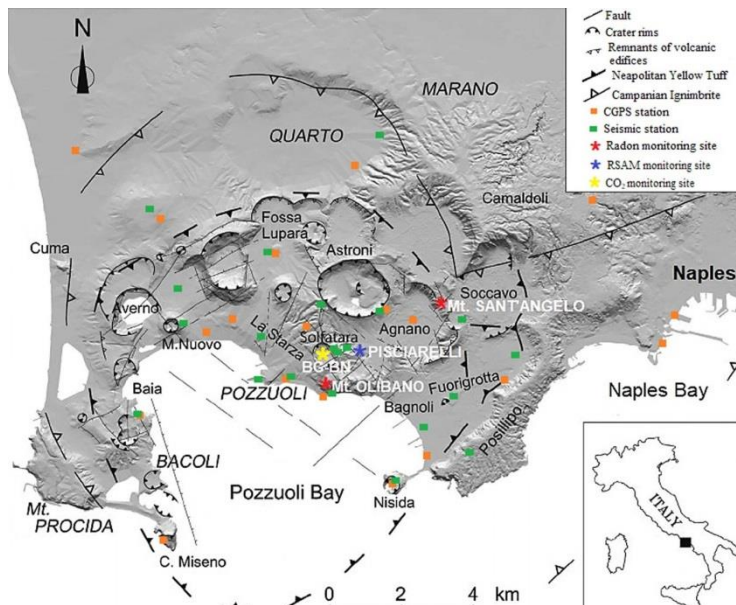 N
MARANO
QUARTO
Fault
Crater rims
Remnants of volcanic
edifices
Neapolitan Yellow Tuff
Campanian Ignimbrite
CGPS station
Seismic station
Radon monitoring site
RSAM monitoring site
CO₂ monitoring site
Camaldoli
Fossa
Lupara
Cuma
Astroni
Soccavo
Naples
Averno
Mt. SANT'ANGELO
M.Nuovo
La Starza
Solfatara
Agnano
PISCIARELLI
BG-BN
Fuorigrotta
Naples Bay
Baia
POZZUOLI
Mt. OLIBANO
Bagnoli
Posillipo
BACOLI
Pozzuoli Bay
Nisida
Mt.
PROCIDA
C. Miseno
0 2 4 km
ITALY